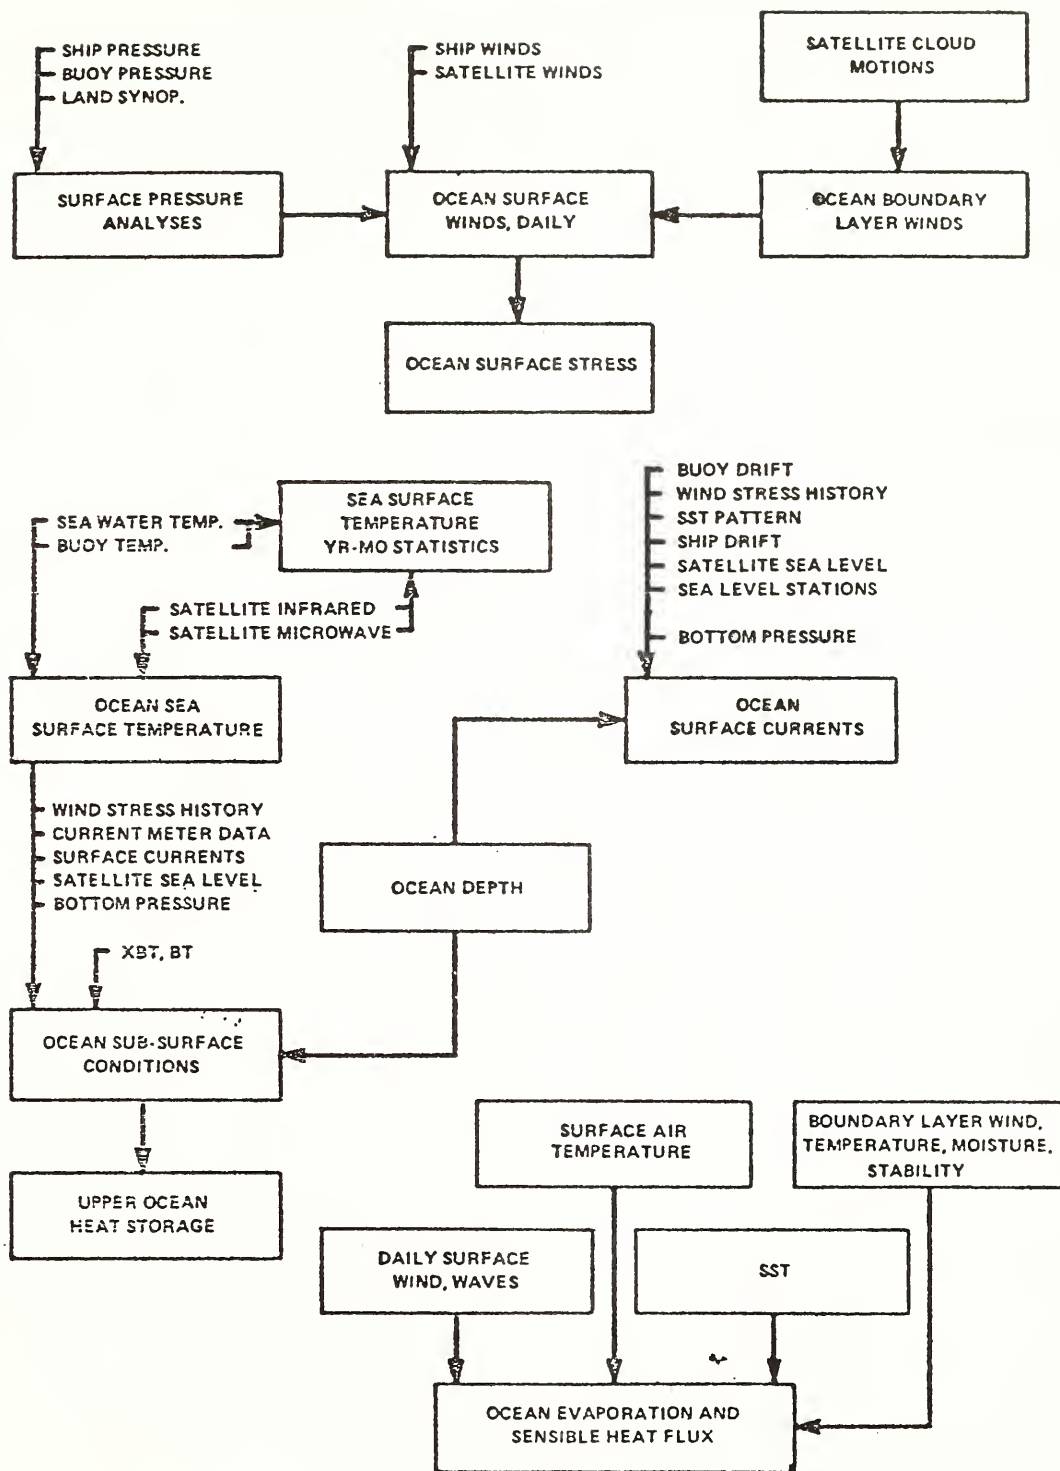 SHIP PRESSURE
BUOY PRESSURE
LAND SYNOP.
SHIP WINDS
SATELLITE WINDS
SATELLITE CLOUD
MOTIONS
SURFACE PRESSURE
ANALYSES
OCEAN SURFACE
WINDS, DAILY
OCEAN BOUNDARY
LAYER WINDS
OCEAN SURFACE STRESS
SEA WATER TEMP.
BUOY TEMP.
SEA SURFACE
TEMPERATURE
YR-MO STATISTICS
SATELLITE INFRARED
SATELLITE MICROWAVE
BUOY DRIFT
WIND STRESS HISTORY
SST PATTERN
SHIP DRIFT
SATELLITE SEA LEVEL
SEA LEVEL STATIONS
BOTTOM PRESSURE
OCEAN SEA
SURFACE TEMPERATURE
OCEAN
SURFACE CURRENTS
WIND STRESS HISTORY
CURRENT METER DATA
SURFACE CURRENTS
SATELLITE SEA LEVEL
BOTTOM PRESSURE
OCEAN DEPTH
XBT, BT
OCEAN SUB-SURFACE
CONDITIONS
UPPER OCEAN
HEAT STORAGE
SURFACE AIR
TEMPERATURE
BOUNDARY LAYER WIND,
TEMPERATURE, MOISTURE,
STABILITY
DAILY SURFACE
WIND, WAVES
SST
OCEAN EVAPORATION AND
SENSIBLE HEAT FLUX